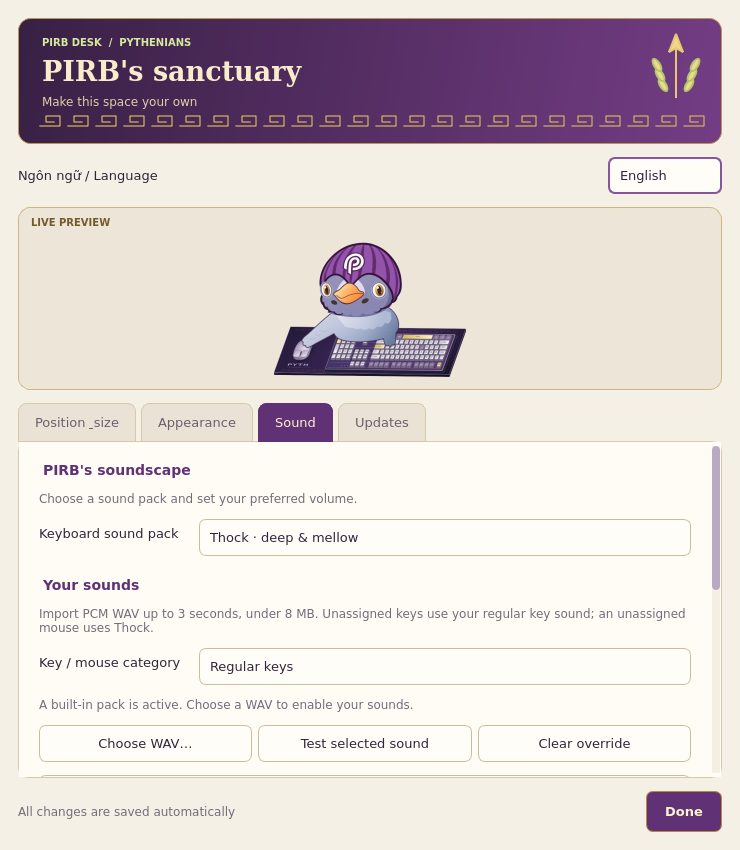 PIRB DESK / PYTHENIANS
PIRB's sanctuary
Make this space your own
Ngôn ngữ / Language
English
LIVE PREVIEW
PYTH
Position _size
Appearance
Sound
Updates
PIRB's soundscape
Choose a sound pack and set your preferred volume.
Keyboard sound pack
Thock · deep & mellow
Your sounds
Import PCM WAV up to 3 seconds, under 8 MB. Unassigned keys use your regular key sound; an unassigned
mouse uses Thock.
Key / mouse category
Regular keys
A built-in pack is active. Choose a WAV to enable your sounds.
Choose WAV…
Test selected sound
Clear override
All changes are saved automatically
Done